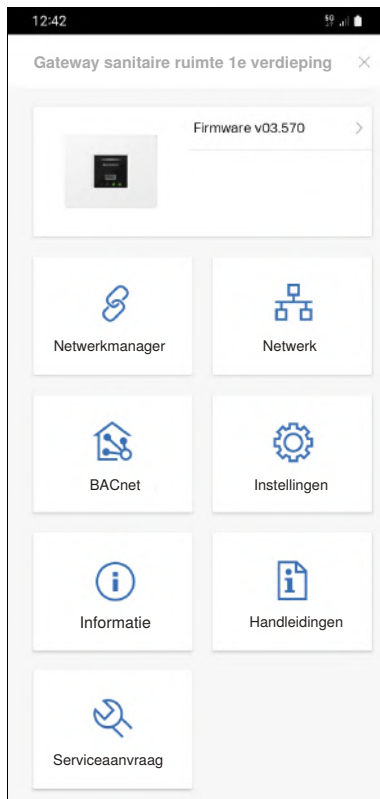 12:42
Gateway sanitaire ruimte 1e verdieping
Firmware v03.570
Netwerkmanager
Netwerk
BACnet
Instellingen
Informatie
Handleidingen
Serviceaanvraag